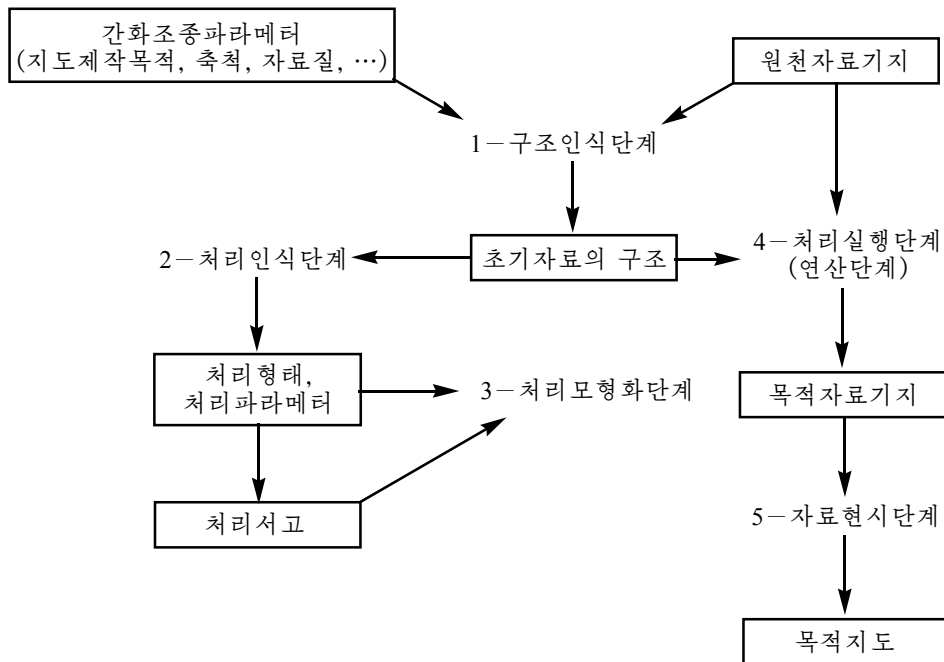 간화조종파라메터
(지도제작목적, 축척, 자료질, …)
원천자료기지
1－구조인식단계
2－처리인식단계
초기자료의 구조
4－처리실행단계
(연산단계)
처리형태,
처리파라메터
3－처리모형화단계
목적자료기지
처리서고
5－자료현시단계
목적지도